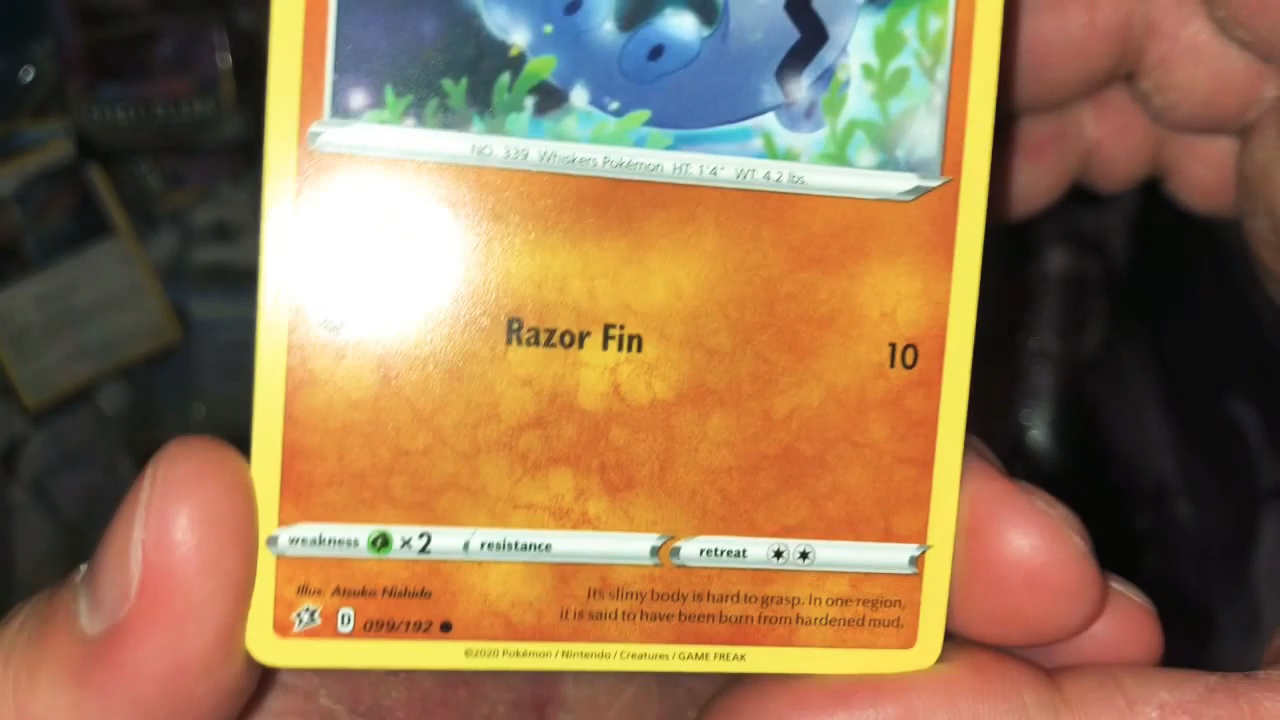 NO. 339 Whiskers Pokémon HT: 1'4" WT: 4.2 lbs.
Razor Fin 10
weakness ×2 resistance retreat
Illus. Atsuko Nishida
Its slimy body is hard to grasp. In one region,
it is said to have been born from hardened mud.
D 099/192
©2020 Pokémon / Nintendo / Creatures / GAME FREAK